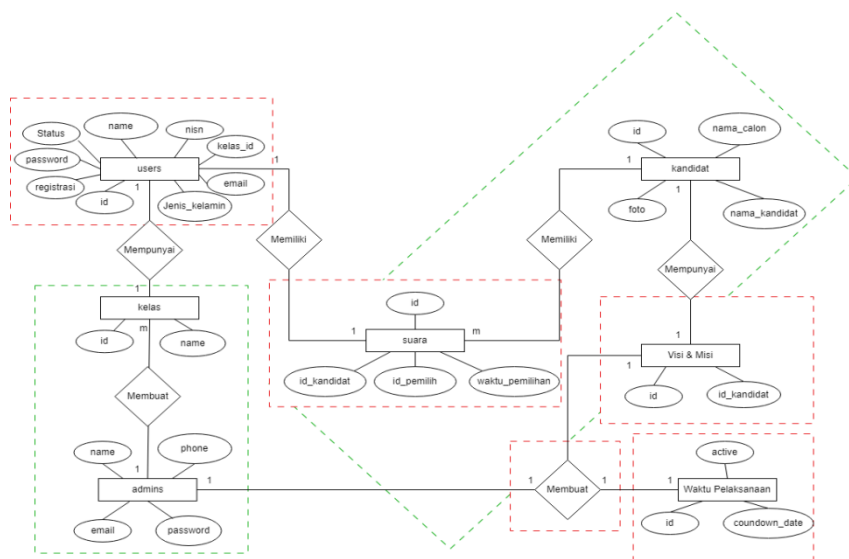 name
Status
nisn
kelas_id
password
users
1
registrasi
id
1
Jenis_kelamin
email
Memiliki
1
Mempunyai
1
kelas
m
id
name
Membuat
1
name
phone
admins
1
email
password
id
nama_calon
1
kandidat
1
foto
nama_kandidat
Memiliki
m
Mempunyai
1
id
suara
id_kandidat
id_pemilih
waktu_pemilihan
Visi & Misi
1
id
id_kandidat
1
Membuat
1
1
active
Waktu Pelaksanaan
id
coundown_date